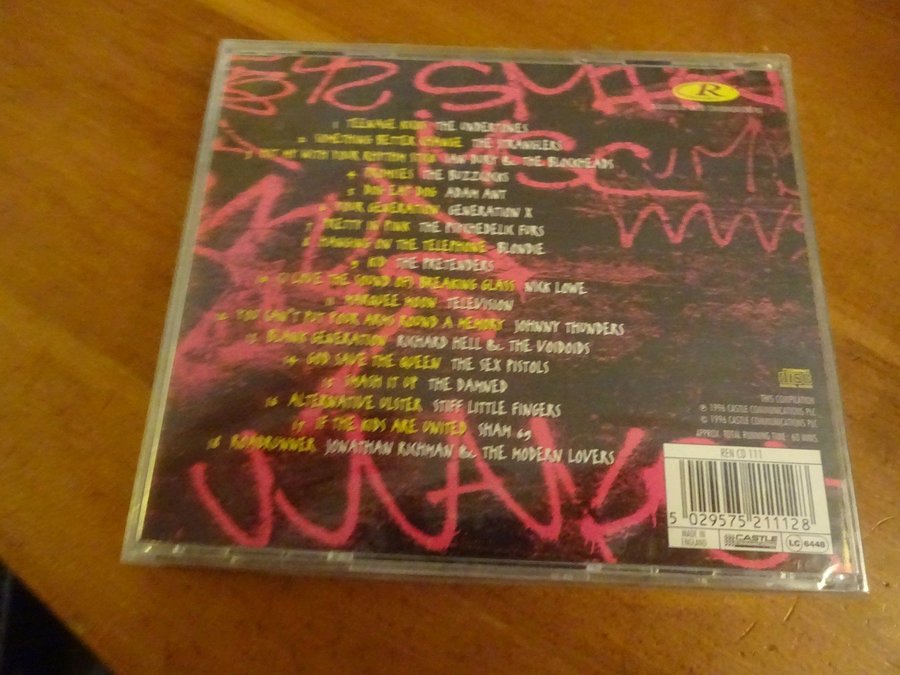 R
1 TEENAGE KICKS THE UNDERTONES
2 SOMETHING BETTER CHANGE THE STRANGLERS
3 HIT ME WITH YOUR RHYTHM STICK IAN DURY & THE BLOCKHEADS
4 PROMISES THE BUZZCOCKS
5 DOG EAT DOG ADAM ANT
6 YOUR GENERATION GENERATION X
7 PRETTY IN PINK THE PSYCHEDELIC FURS
8 HANGING ON THE TELEPHONE BLONDIE
9 KID THE PRETENDERS
10 (I LOVE THE SOUND OF) BREAKING GLASS NICK LOWE
11 MARQUEE MOON TELEVISION
12 YOU CAN'T PUT YOUR ARMS ROUND A MEMORY JOHNNY THUNDERS
13 BLANK GENERATION RICHARD HELL & THE VOIDOIDS
14 GOD SAVE THE QUEEN THE SEX PISTOLS
15 SMASH IT UP THE DAMNED
16 ALTERNATIVE ULSTER STIFF LITTLE FINGERS
17 IF THE KIDS ARE UNITED SHAM 69
18 ROADRUNNER JONATHAN RICHMAN & THE MODERN LOVERS
disc
THIS COMPILATION
℗ 1996 CASTLE COMMUNICATIONS PLC
© 1996 CASTLE COMMUNICATIONS PLC
APPROX. TOTAL RUNNING TIME: 60 MINS.
REN CD 111
5 029575 211128
MADE IN
ENGLAND
CASTLE
LC 6448